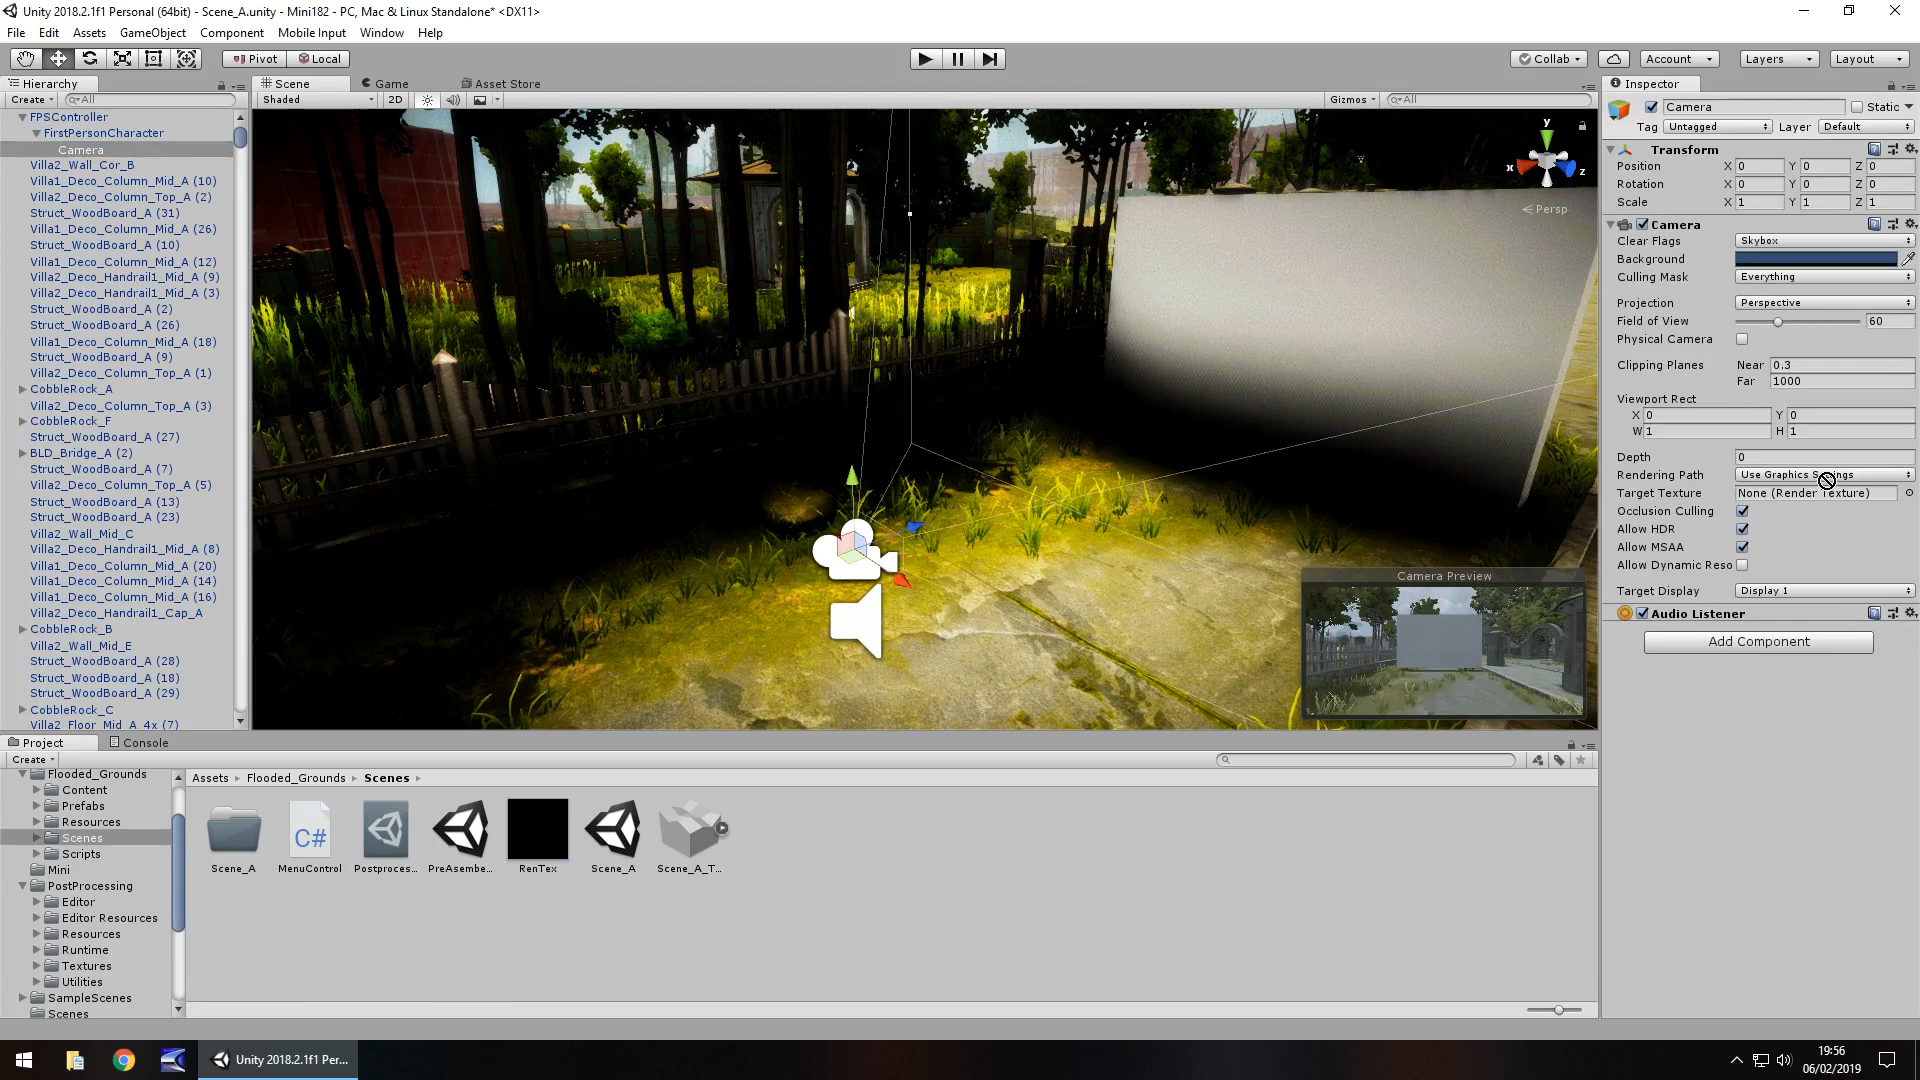 Unity 2018.2.1f1 Personal (64bit) - Scene_A.unity - Mini182 - PC, Mac & Linux Standalone* <DX11>
File Edit Assets GameObject Component Mobile Input Window Help
Pivot Local Collab Account Layers Layout
Hierarchy
Create All
FPSController
FirstPersonCharacter
Camera
Villa2_Wall_Cor_B
Villa1_Deco_Column_Mid_A (10)
Villa2_Deco_Column_Top_A (2)
Struct_WoodBoard_A (31)
Villa1_Deco_Column_Mid_A (26)
Struct_WoodBoard_A (10)
Villa1_Deco_Column_Mid_A (12)
Villa2_Deco_Handrail1_Mid_A (9)
Villa2_Deco_Handrail1_Mid_A (3)
Struct_WoodBoard_A (2)
Struct_WoodBoard_A (26)
Villa1_Deco_Column_Mid_A (18)
Struct_WoodBoard_A (9)
Villa2_Deco_Column_Top_A (1)
CobbleRock_A
Villa2_Deco_Column_Top_A (3)
CobbleRock_F
Struct_WoodBoard_A (27)
BLD_Bridge_A (2)
Struct_WoodBoard_A (7)
Villa2_Deco_Column_Top_A (5)
Struct_WoodBoard_A (13)
Struct_WoodBoard_A (23)
Villa2_Wall_Mid_C
Villa2_Deco_Handrail1_Mid_A (8)
Villa1_Deco_Column_Mid_A (20)
Villa1_Deco_Column_Mid_A (14)
Villa1_Deco_Column_Mid_A (16)
Villa2_Deco_Handrail1_Cap_A
CobbleRock_B
Villa2_Wall_Mid_E
Struct_WoodBoard_A (28)
Struct_WoodBoard_A (18)
Struct_WoodBoard_A (29)
CobbleRock_C
Villa2_Floor_Mid_A_4x (7)
Scene Game Asset Store
Shaded 2D Gizmos All
y
x z
Persp
Camera Preview
Inspector
Camera Static
Tag Untagged Layer Default
Transform
Position X 0 Y 0 Z 0
Rotation X 0 Y 0 Z 0
Scale X 1 Y 1 Z 1
Camera
Clear Flags Skybox
Background
Culling Mask Everything
Projection Perspective
Field of View 60
Physical Camera
Clipping Planes Near 0.3
Far 1000
Viewport Rect
X 0 Y 0
W 1 H 1
Depth 0
Rendering Path Use Graphics Settings
Target Texture None (Render Texture)
Occlusion Culling
Allow HDR
Allow MSAA
Allow Dynamic Reso
Target Display Display 1
Audio Listener
Add Component
Project Console
Create
Flooded_Grounds
Content
Prefabs
Resources
Scenes
Scripts
Mini
PostProcessing
Editor
Editor Resources
Resources
Runtime
Textures
Utilities
SampleScenes
Scenes
Assets Flooded_Grounds Scenes
C#
Scene_A MenuControl Postproces... PreAsembe... RenTex Scene_A Scene_A_T...
Unity 2018.2.1f1 Per...
19:56
06/02/2019